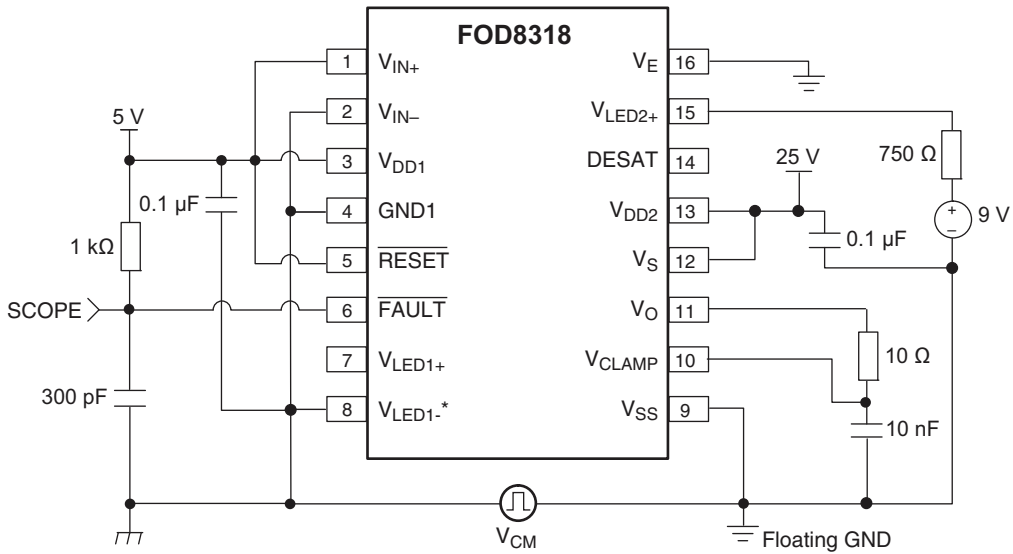 FOD8318
1 V_IN+
2 V_IN–
3 V_DD1
4 GND1
5 RESET
6 FAULT
7 V_LED1+
8 V_LED1-*
V_E 16
V_LED2+ 15
DESAT 14
V_DD2 13
V_S 12
V_O 11
V_CLAMP 10
V_SS 9
5 V
0.1 µF
1 kΩ
SCOPE
300 pF
V_CM
25 V
750 Ω
9 V
+
–
0.1 µF
10 Ω
10 nF
Floating GND